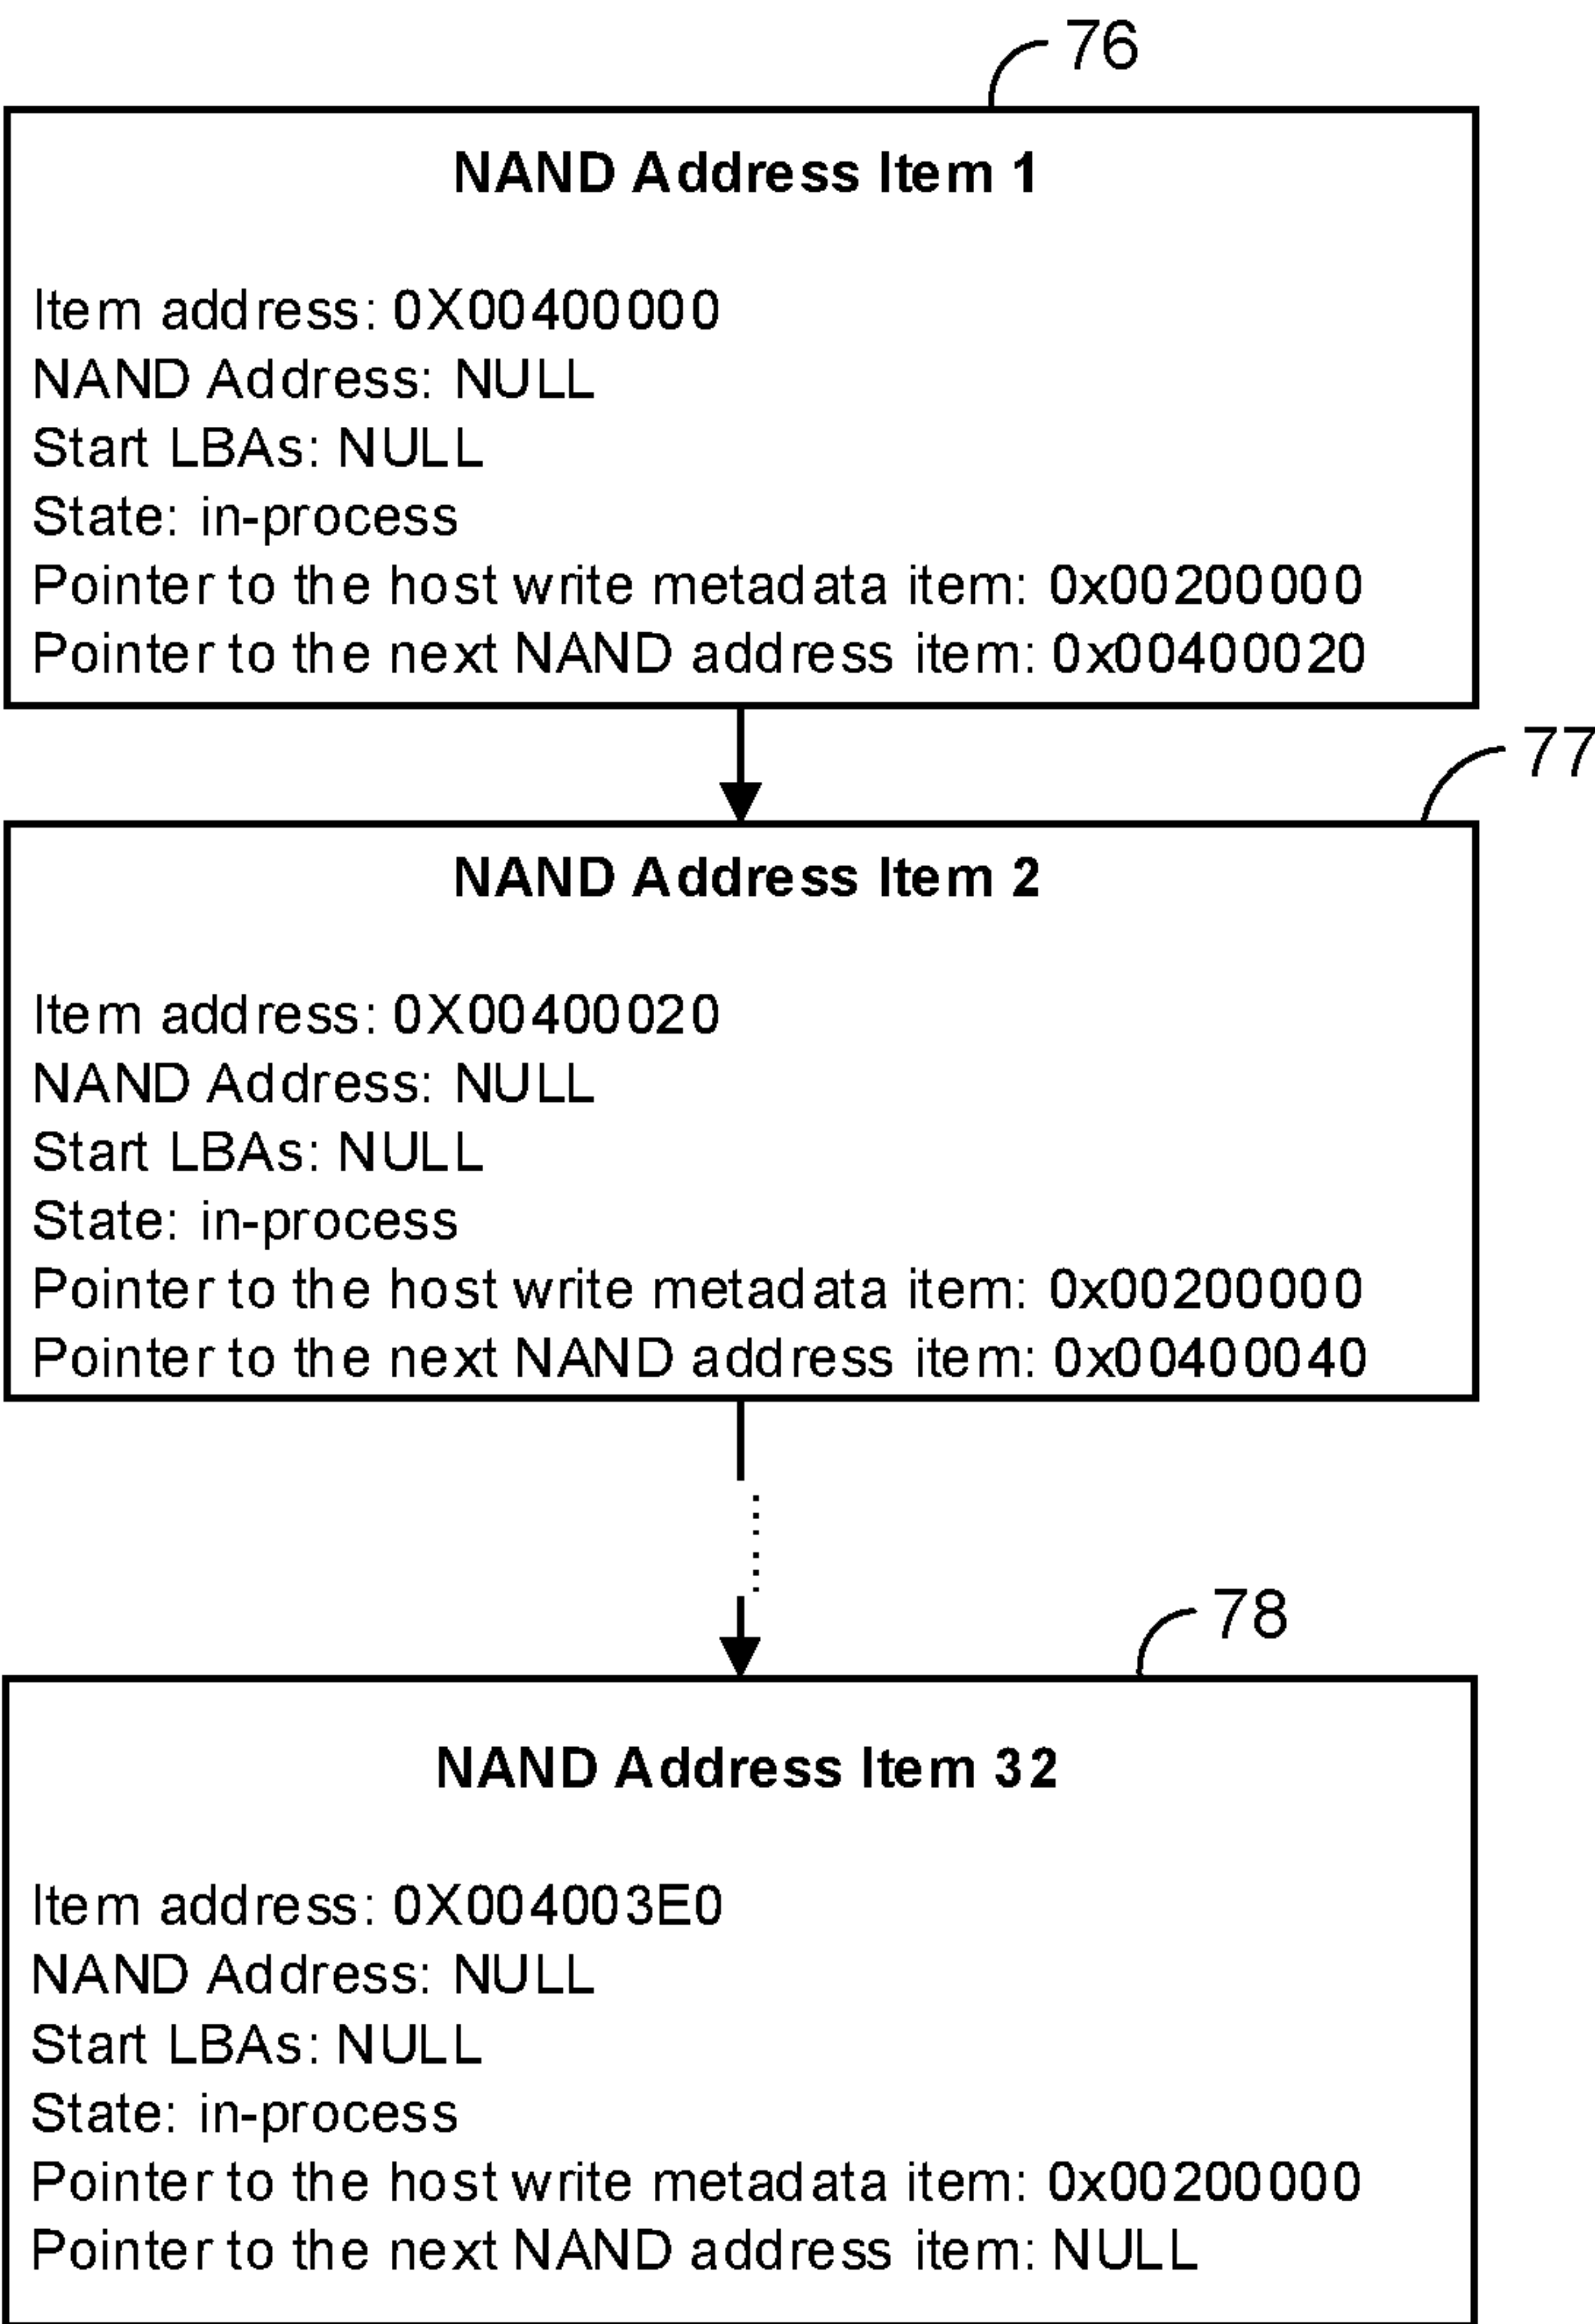 76
NAND Address Item 1
Item address: 0X00400000
NAND Address: NULL
Start LBAs: NULL
State: in-process
Pointer to the host write metadata item: 0x00200000
Pointer to the next NAND address item: 0x00400020
77
NAND Address Item 2
Item address: 0X00400020
NAND Address: NULL
Start LBAs: NULL
State: in-process
Pointer to the host write metadata item: 0x00200000
Pointer to the next NAND address item: 0x00400040
78
NAND Address Item 32
Item address: 0X004003E0
NAND Address: NULL
Start LBAs: NULL
State: in-process
Pointer to the host write metadata item: 0x00200000
Pointer to the next NAND address item: NULL